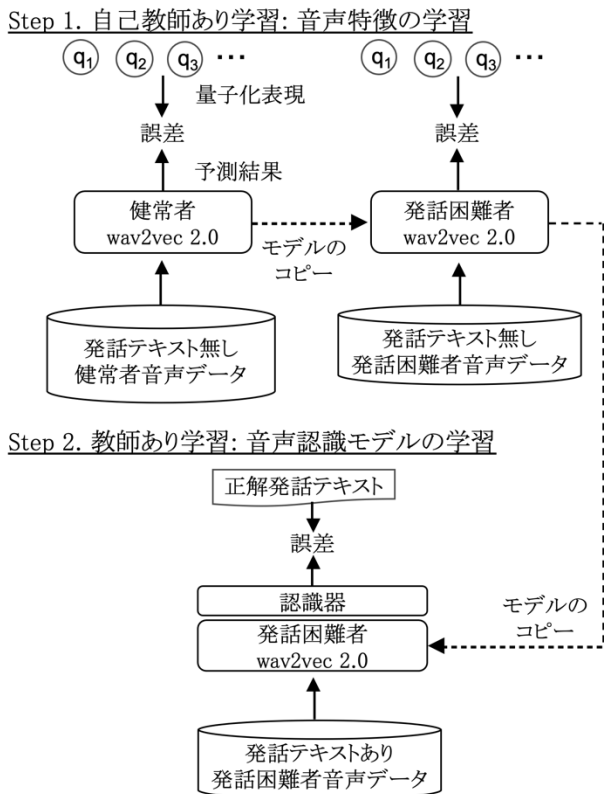 Step 1. 自己教師あり学習: 音声特徴の学習
q1 q2 q3 ･･･
q1 q2 q3 ･･･
量子化表現
誤差
誤差
予測結果
健常者
wav2vec 2.0
モデルの
コピー
発話困難者
wav2vec 2.0
発話テキスト無し
健常者音声データ
発話テキスト無し
発話困難者音声データ
Step 2. 教師あり学習: 音声認識モデルの学習
正解発話テキスト
誤差
認識器
発話困難者
wav2vec 2.0
モデルの
コピー
発話テキストあり
発話困難者音声データ